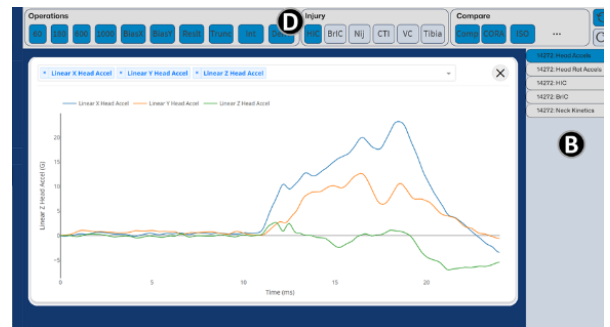 Operations
Injury
Compare
D
60 180 600 1000 BiasX BiasY Reslt Trunc Int
HIC BrIC Nij CTI VC Tibia
Comp CORA ISO ...
× Linear X Head Accel × Linear Y Head Accel × Linear Z Head Accel
Linear X Head Accel Linear Y Head Accel Linear Z Head Accel
Linear Z Head Accel (G)
20
15
10
5
0
−5
0 5 10 15 20
Time (ms)
14272: Head Accels
14272: Head Rot Accels
14272: HIC
14272: BrIC
14272: Neck Kinetics
B